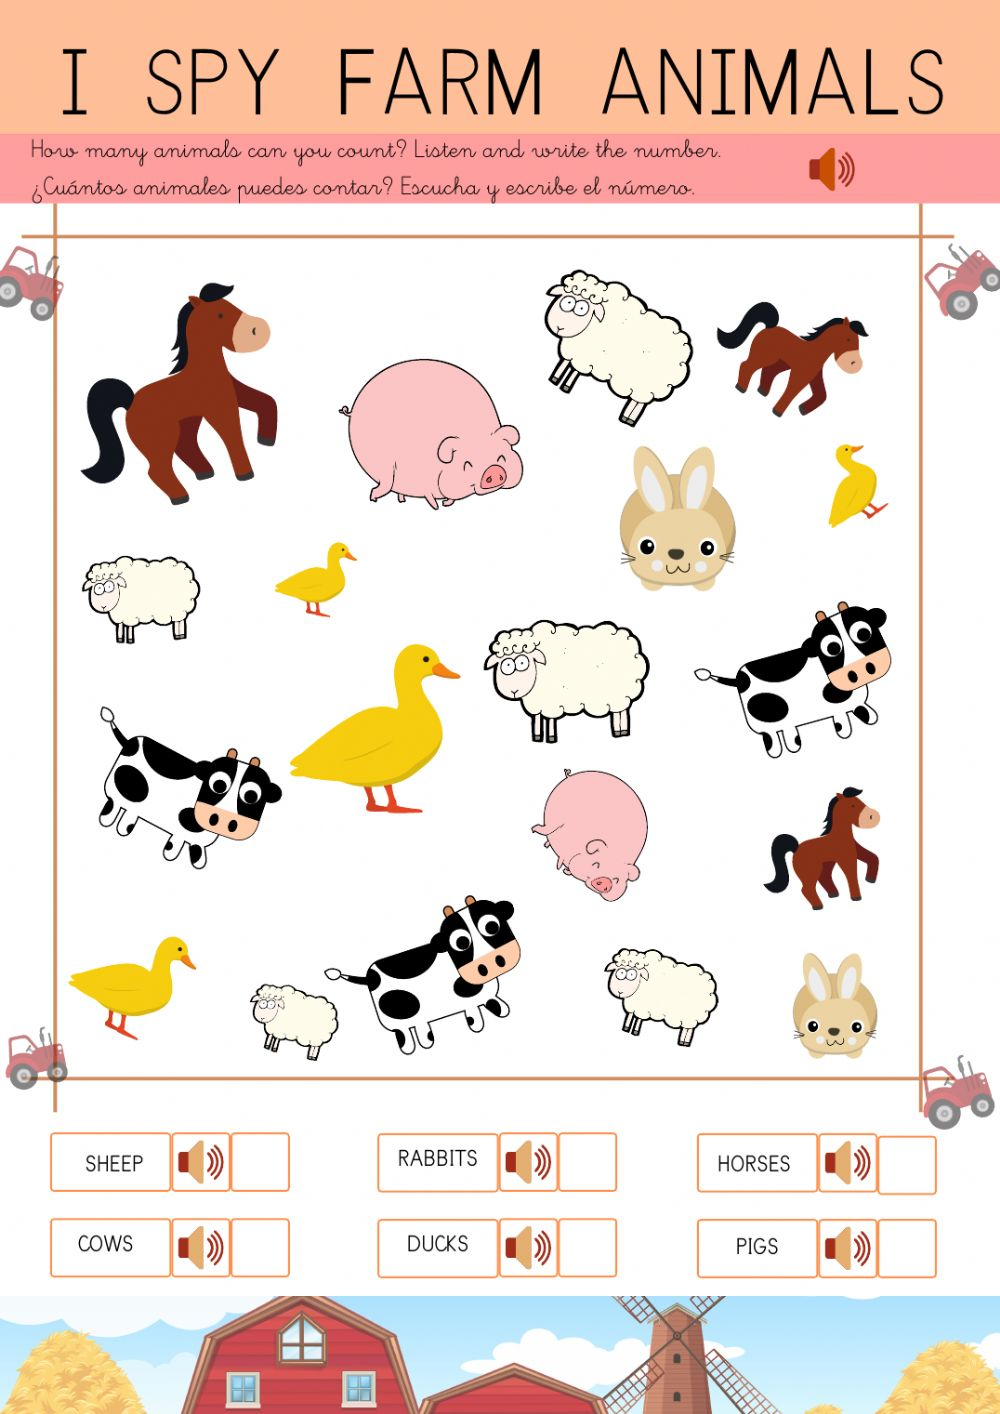 I SPY FARM ANIMALS
How many animals can you count? Listen and write the number.
¿Cuántos animales puedes contar? Escucha y escribe el número.
SHEEP
RABBITS
HORSES
COWS
DUCKS
PIGS